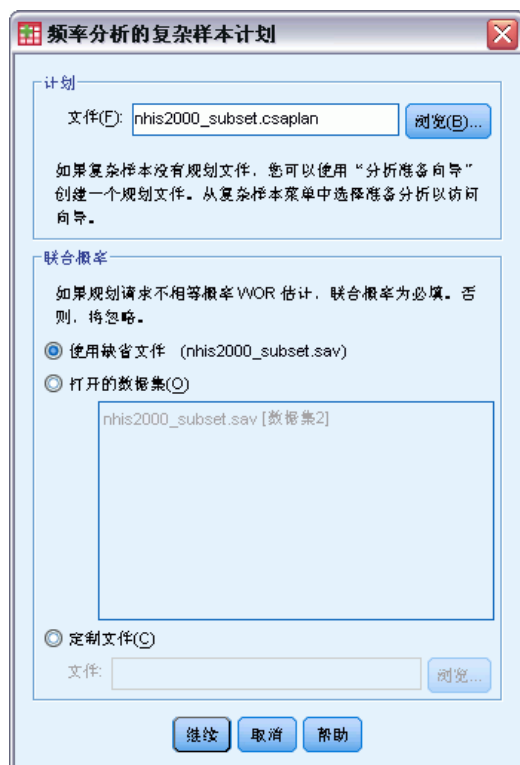 频率分析的复杂样本计划
计划
文件(F): nhis2000_subset.csaplan 浏览(B)...
如果复杂样本没有规划文件，您可以使用“分析准备向导”
创建一个规划文件。从复杂样本菜单中选择准备分析以访问
向导。
联合概率
如果规划请求不相等概率 WOR 估计，联合概率为必填。否
则，将忽略。
使用缺省文件 (nhis2000_subset.sav)
打开的数据集(O)
nhis2000_subset.sav [数据集2]
定制文件(C)
文件: 浏览...
继续 取消 帮助